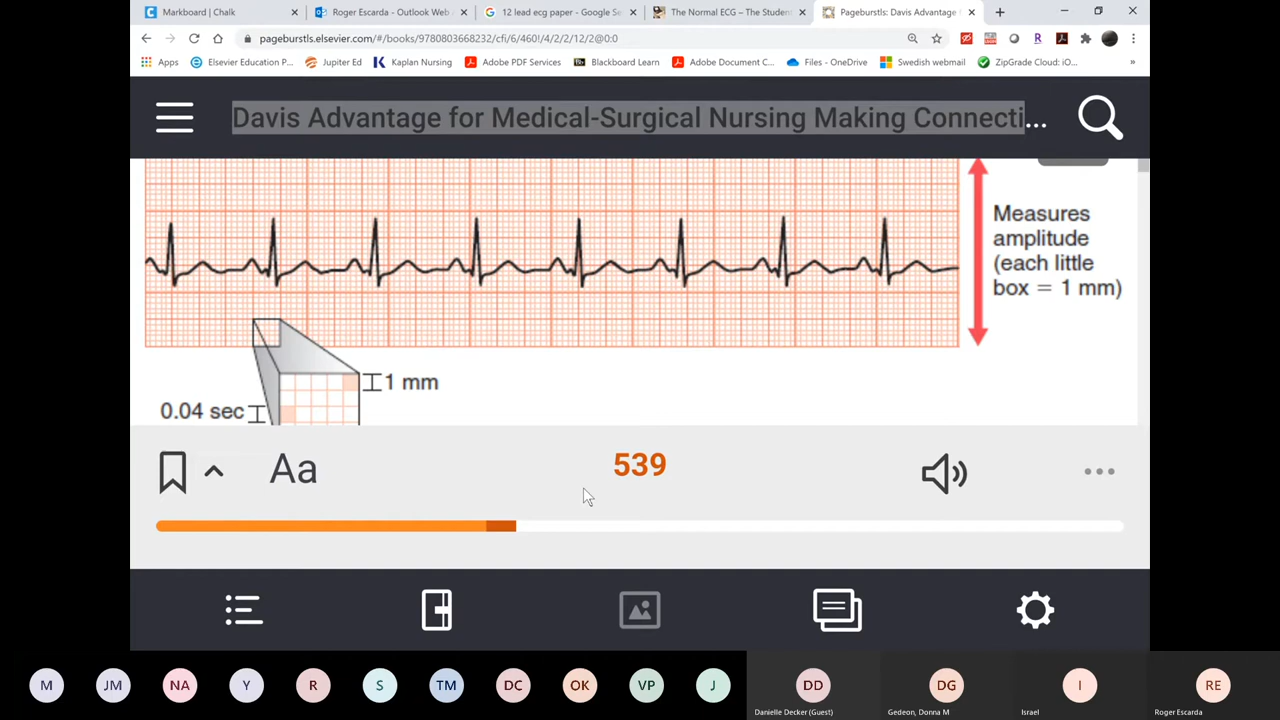 Markboard | Chalk
Roger Escarda - Outlook Web
12 lead ecg paper - Google Se
The Normal ECG – The Studen
Pageburstls: Davis Advantage
pageburstls.elsevier.com/#/books/9780803668232/cfi/6/460!/4/2/2/12/2@0:0
Apps
Elsevier Education P...
Jupiter Ed
Kaplan Nursing
Adobe PDF Services
Blackboard Learn
Adobe Document C...
Files - OneDrive
Swedish webmail
ZipGrade Cloud: iO...
Davis Advantage for Medical-Surgical Nursing Making Connecti...
Measures
amplitude
(each little
box = 1 mm)
1 mm
0.04 sec
Aa
539
M
JM
NA
Y
R
S
TM
DC
OK
VP
J
DD
DG
I
RE
Danielle Decker (Guest)
Gedeon, Donna M
Israel
Roger Escarda